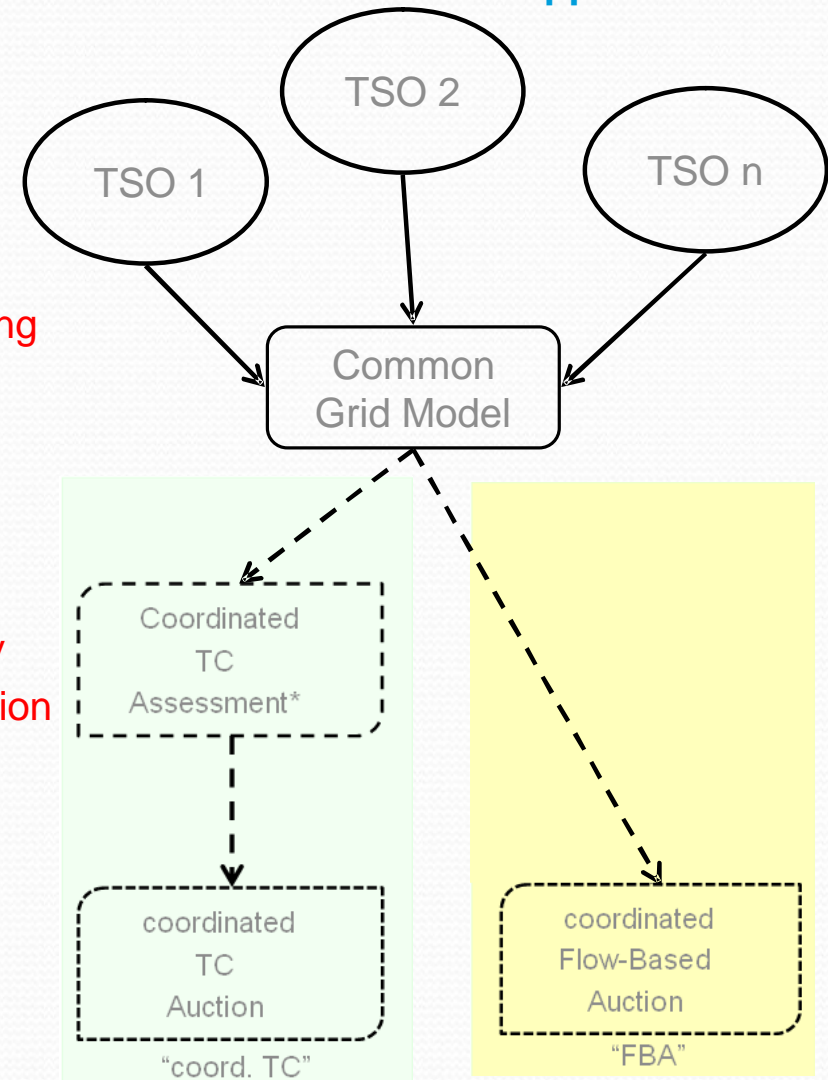 TSO 2
TSO 1
TSO n
Common
Grid Model
Coordinated
TC
Assessment*
coordinated
TC
Auction
“coord. TC”
coordinated
Flow-Based
Auction
“FBA”